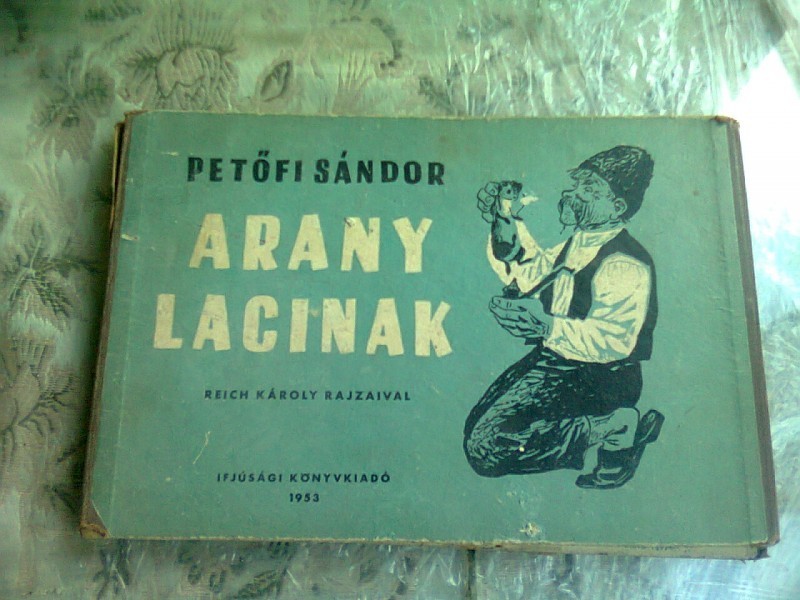 PETŐFI SÁNDOR
ARANY
LACINAK
REICH KÁROLY RAJZAIVAL
IFJÚSÁGI KÖNYVKIADÓ
1953